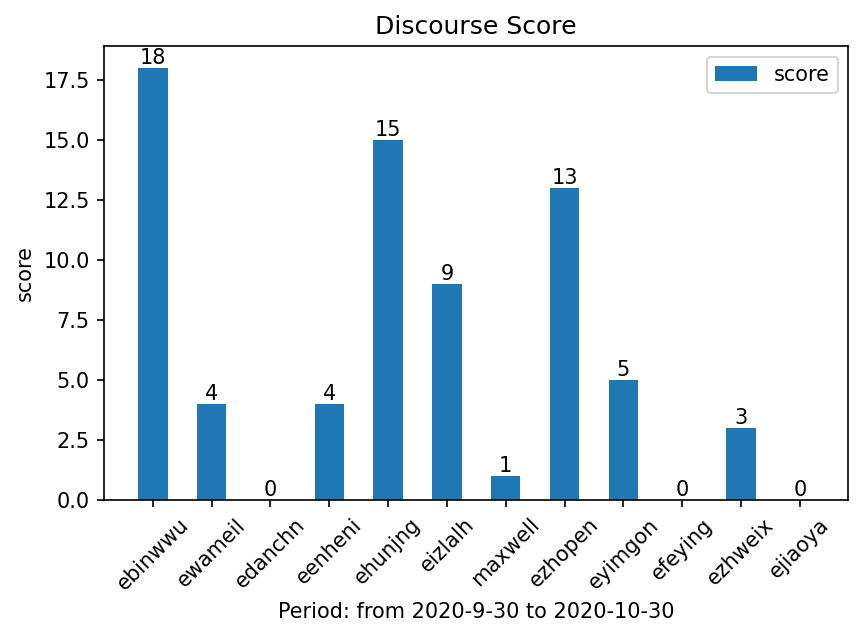 Discourse Score
score
18
4
0
4
15
9
1
13
5
0
3
0
17.5
15.0
12.5
10.0
7.5
5.0
2.5
0.0
score
ebinwwu
ewameil
edanchn
eenheni
ehunjng
eizlalh
maxwell
ezhopen
eyimgon
efeying
ezhweix
ejiaoya
Period: from 2020-9-30 to 2020-10-30